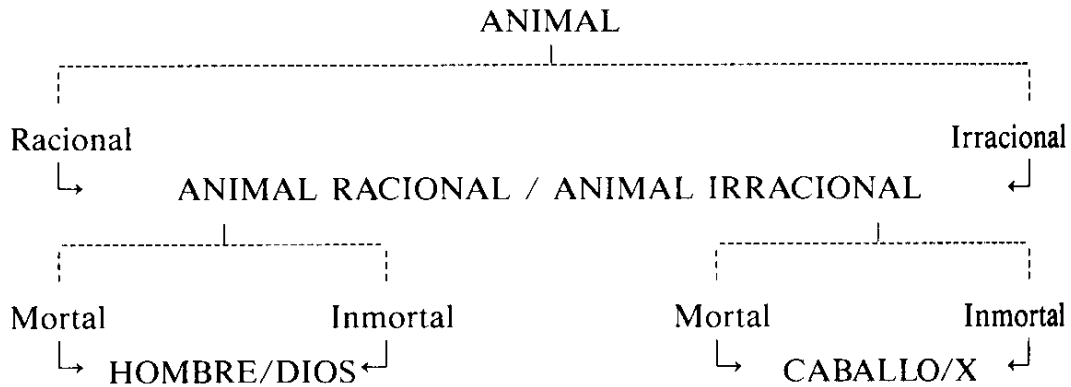 ANIMAL
Racional Irracional
ANIMAL RACIONAL / ANIMAL IRRACIONAL
Mortal Inmortal Mortal Inmortal
HOMBRE/DIOS CABALLO/X